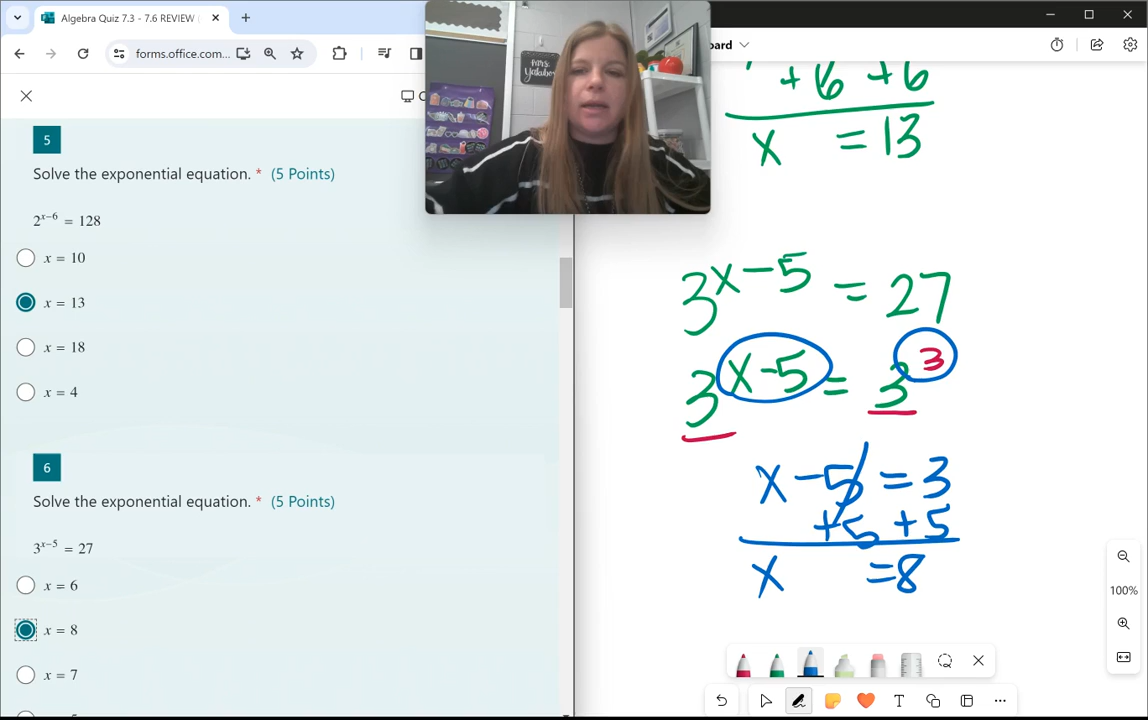 Algebra Quiz 7.3 - 7.6 REVIEW (
forms.office.com...
oard
Mrs.
5
Solve the exponential equation. * (5 Points)
2^{x−6} = 128
x = 10
x = 13
x = 18
x = 4
6
Solve the exponential equation. * (5 Points)
3^{x−5} = 27
x = 6
x = 8
x = 7
+6 +6
x = 13
3^{x−5} = 27
3^{x−5} = 3^{3}
x −5 = 3
+5 +5
x = 8
100%
T